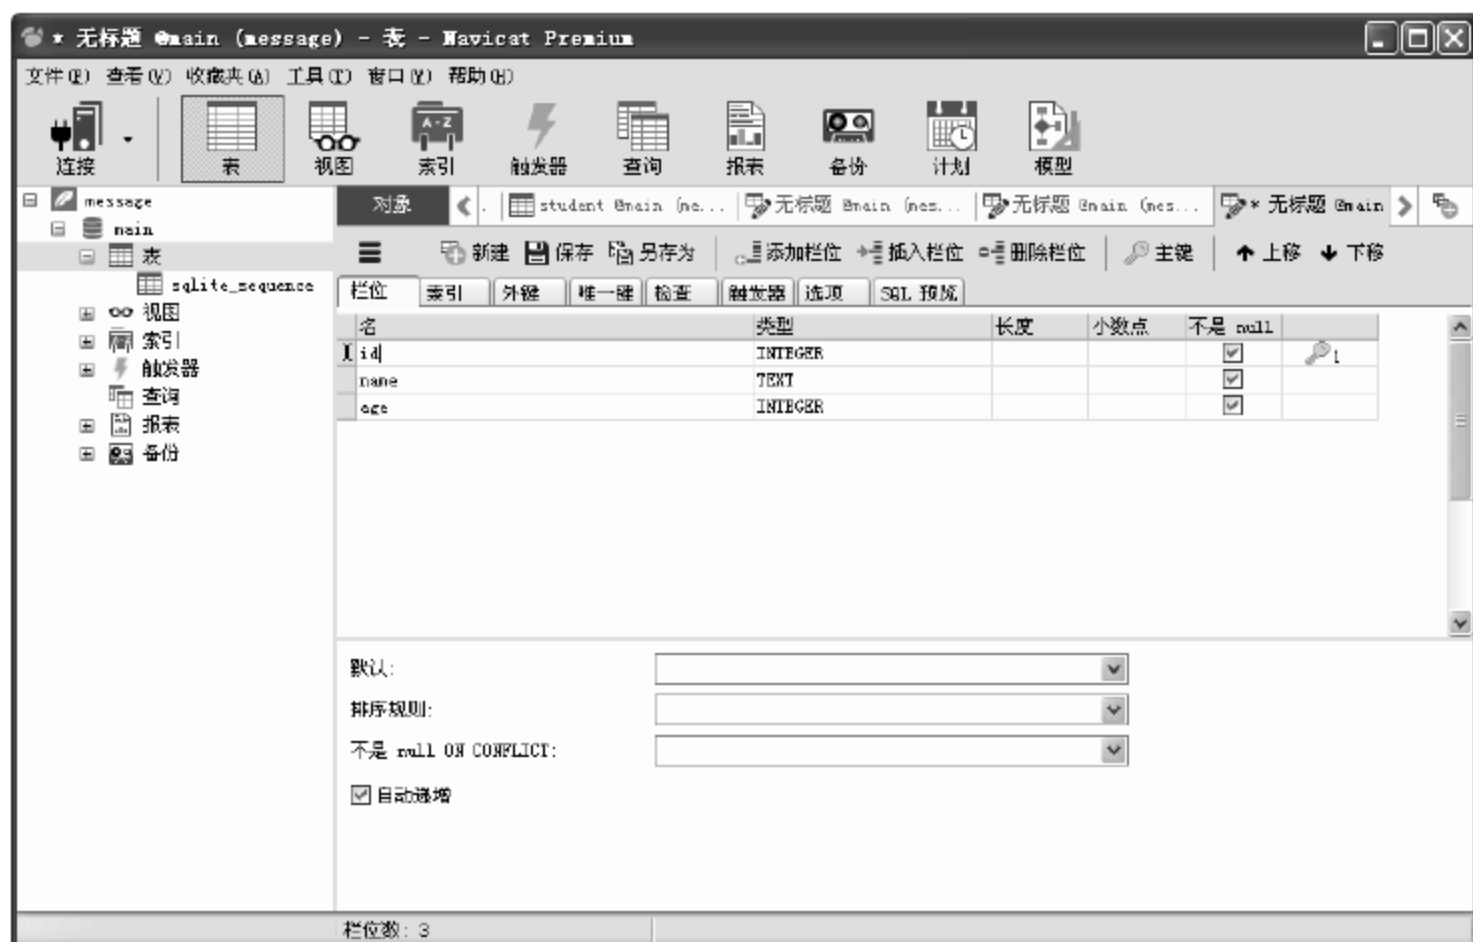 * 无标题 @main (message) - 表 - Navicat Premium
文件(F) 查看(V) 收藏夹(A) 工具(T) 窗口(W) 帮助(H)
连接 表 视图 索引 触发器 查询 报表 备份 计划 模型
A-Z
message
main
表
sqlite_sequence
视图
索引
触发器
查询
报表
备份
对象 . student @main (me... 无标题 @main (mes... 无标题 @main (mes... * 无标题 @main
新建 保存 另存为 添加栏位 插入栏位 删除栏位 主键 上移 下移
栏位 索引 外键 唯一键 检查 触发器 选项 SQL 预览
名 类型 长度 小数点 不是 null
id INTEGER 1
name TEXT
age INTEGER
默认:
排序规则:
不是 null ON CONFLICT:
自动递增
栏位数: 3